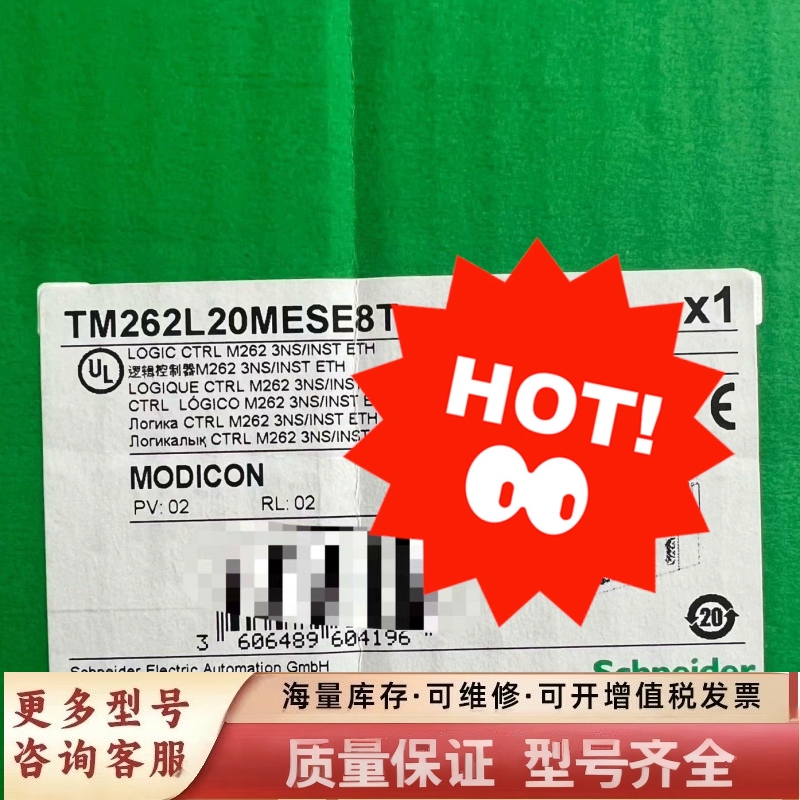 TM262L20MESE8T
x1
UL
LOGIC CTRL M262 3NS/INST ETH
逻辑控制器M262 3NS/INST ETH
LOGIQUE CTRL M262 3NS/INST
CTRL LÓGICO M262 3NS/INST E
Логика CTRL M262 3NS/INST ETH
Логикалық CTRL M262 3NS/INST
CE
HOT!
MODICON
PV: 02 RL: 02
3 606489 604196
20
Schneider Electric Automation GmbH
Schneider
更多型号
咨询客服
海量库存·可维修·可开增值税发票
质量保证 型号齐全